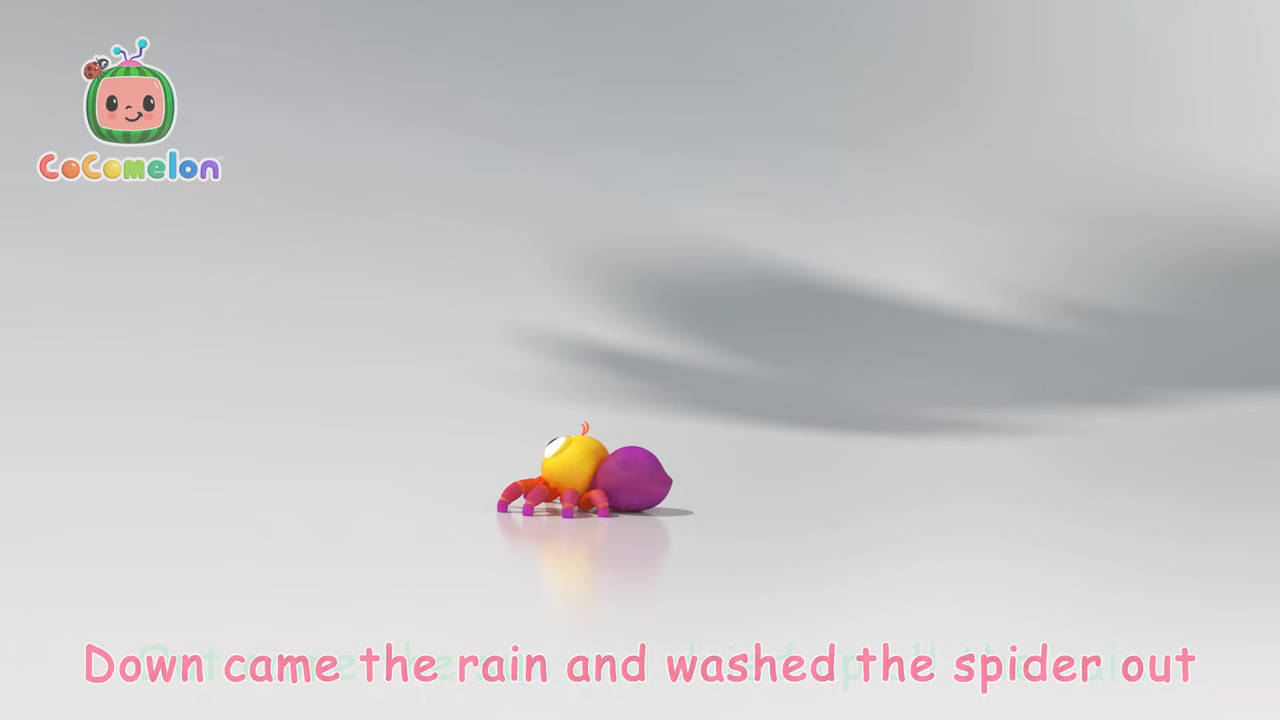 CoComelon
Down came the rain and washed the spider out